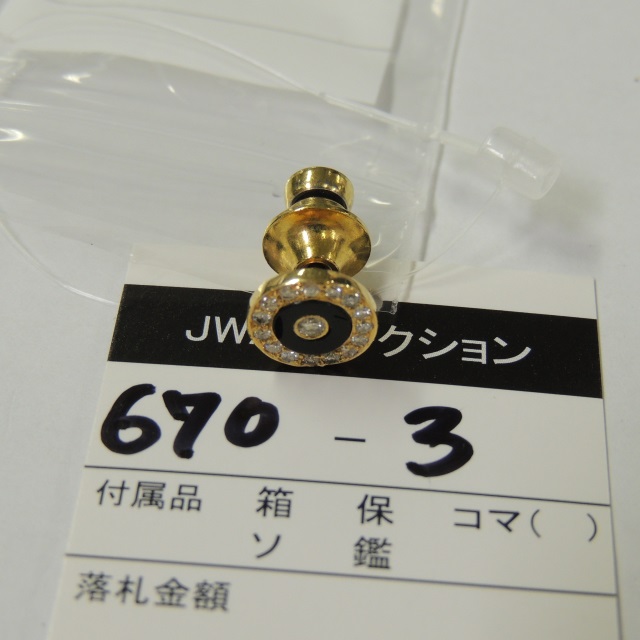 JW クション
670 - 3
付属品 箱 保 コマ( )
ソ 鑑
落札金額